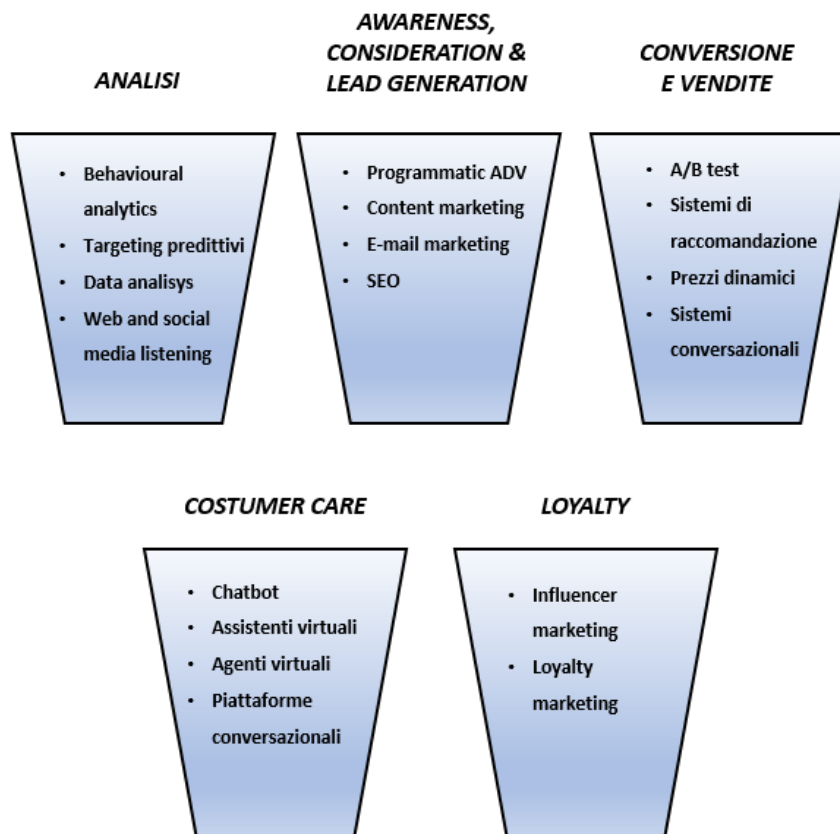 ANALISI
AWARENESS,
CONSIDERATION &
LEAD GENERATION
CONVERSIONE
E VENDITE
• Behavioural
analytics
• Targeting predittivi
• Data analisys
• Web and social
media listening
• Programmatic ADV
• Content marketing
• E-mail marketing
• SEO
• A/B test
• Sistemi di
raccomandazione
• Prezzi dinamici
• Sistemi
conversazionali
COSTUMER CARE
LOYALTY
• Chatbot
• Assistenti virtuali
• Agenti virtuali
• Piattaforme
conversazionali
• Influencer
marketing
• Loyalty
marketing